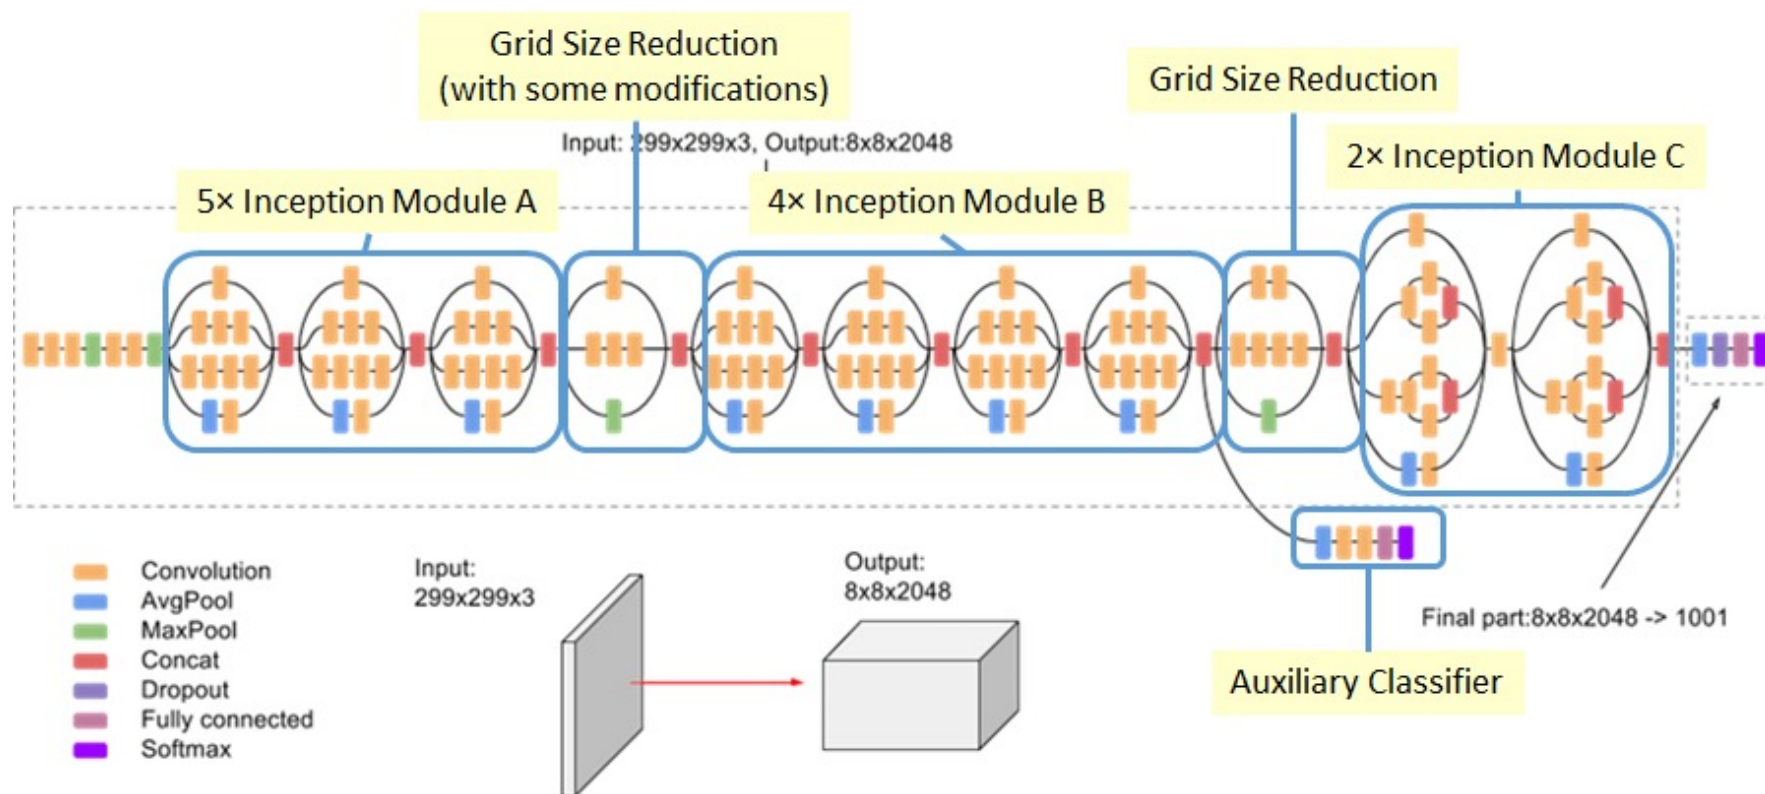 Grid Size Reduction
(with some modifications)
Grid Size Reduction
Input: 299x299x3, Output:8x8x2048
2× Inception Module C
5× Inception Module A
4× Inception Module B
Convolution
AvgPool
MaxPool
Concat
Dropout
Fully connected
Softmax
Input:
299x299x3
Output:
8x8x2048
Final part:8x8x2048 -> 1001
Auxiliary Classifier